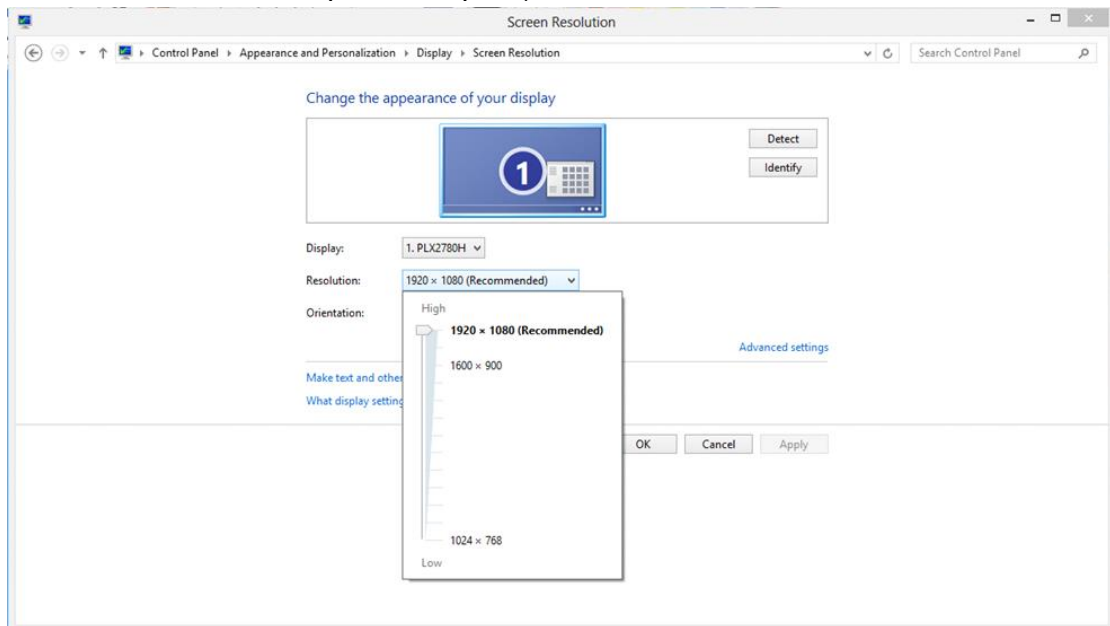 Screen Resolution
Control Panel Appearance and Personalization Display Screen Resolution
Search Control Panel
Change the appearance of your display
1
Detect
Identify
Display: 1. PLX2780H
Resolution: 1920 × 1080 (Recommended)
Orientation:
High
1920 × 1080 (Recommended)
1600 × 900
1024 × 768
Low
Advanced settings
Make text and other
What display setting
OK Cancel Apply